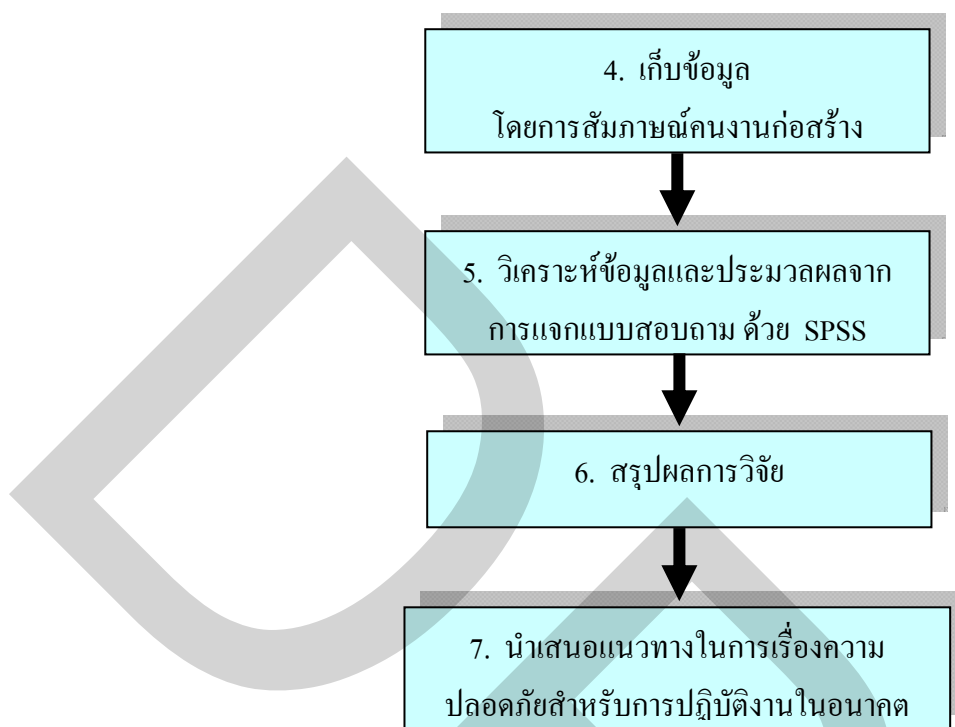 4. เก็บข้อมูล
โดยการสัมภาษณ์คนงานก่อสร้าง
5. วิเคราะห์ข้อมูลและประมวลผลจาก
การแจกแบบสอบถาม ด้วย SPSS
6. สรุปผลการวิจัย
7. นำเสนอแนวทางในการเรื่องความ
ปลอดภัยสำหรับการปฏิบัติงานในอนาคต